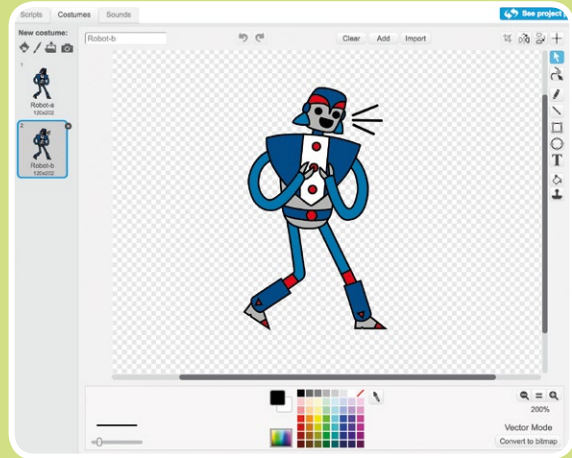 Scripts Costumes Sounds
See project
New costume:
Robot-b
Clear Add Import
1
Robot-a
120x202
2
Robot-b
120x202
T
200%
Vector Mode
Convert to bitmap